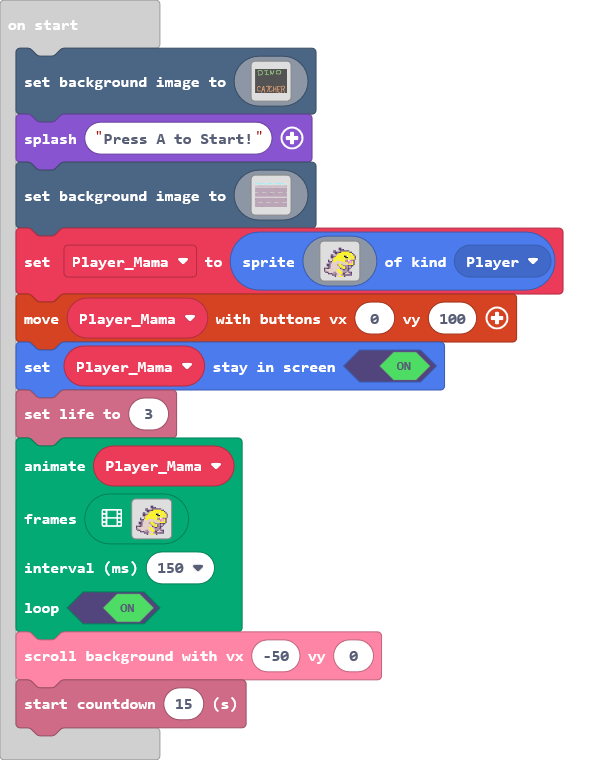 on start
set background image to DINO CATCHER
splash "Press A to Start!"
set background image to
set Player_Mama to sprite of kind Player
move Player_Mama with buttons vx 0 vy 100
set Player_Mama stay in screen ON
set life to 3
animate Player_Mama
frames
interval (ms) 150
loop ON
scroll background with vx -50 vy 0
start countdown 15 (s)